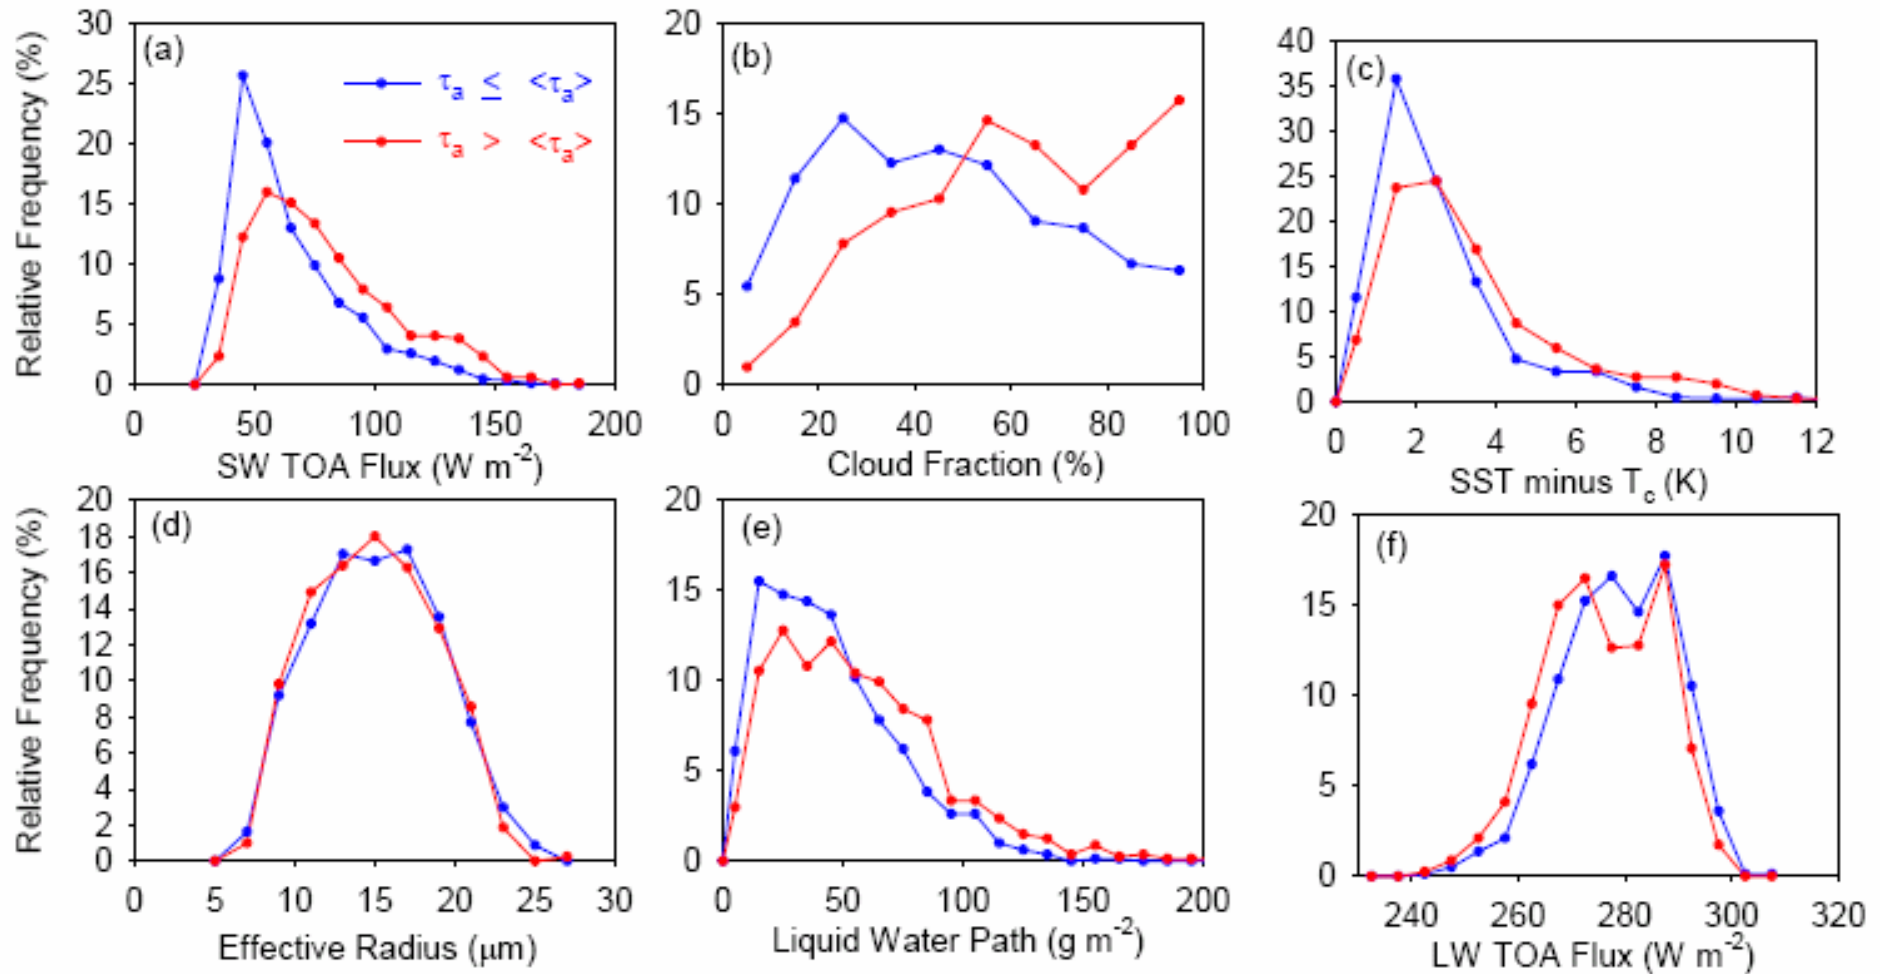 Relative Frequency (%)
30
25
20
15
10
5
0
(a)
τa ≤ <τa>
τa > <τa>
0 50 100 150 200
SW TOA Flux (W m-2)
20
15
10
5
0
(b)
0 20 40 60 80 100
Cloud Fraction (%)
40
35
30
25
20
15
10
5
0
(c)
0 2 4 6 8 10 12
SST minus Tc (K)
Relative Frequency (%)
20
18
16
14
12
10
8
6
4
2
0
(d)
0 5 10 15 20 25 30
Effective Radius (μm)
20
15
10
5
0
(e)
0 50 100 150 200
Liquid Water Path (g m-2)
20
15
10
5
0
(f)
240 260 280 300 320
LW TOA Flux (W m-2)